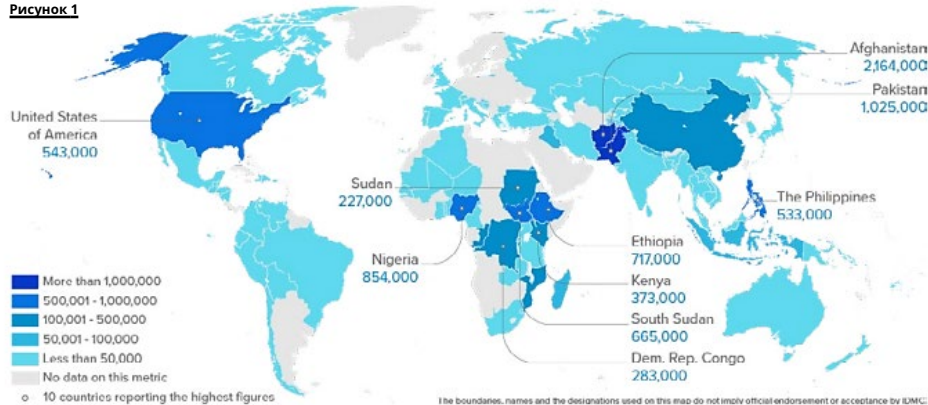 Рисунок 1
Afghanistan
2,164,000
Pakistan
1,025,000
United States
of America
543,000
Sudan
227,000
The Philippines
533,000
Nigeria
854,000
Ethiopia
717,000
Kenya
373,000
South Sudan
665,000
Dem. Rep. Congo
283,000
More than 1,000,000
500,001 - 1,000,000
100,001 - 500,000
50,001 - 100,000
Less than 50,000
No data on this metric
10 countries reporting the highest figures
The boundaries, names and the designations used on this map do not imply official endorsement or acceptance by IDMC.